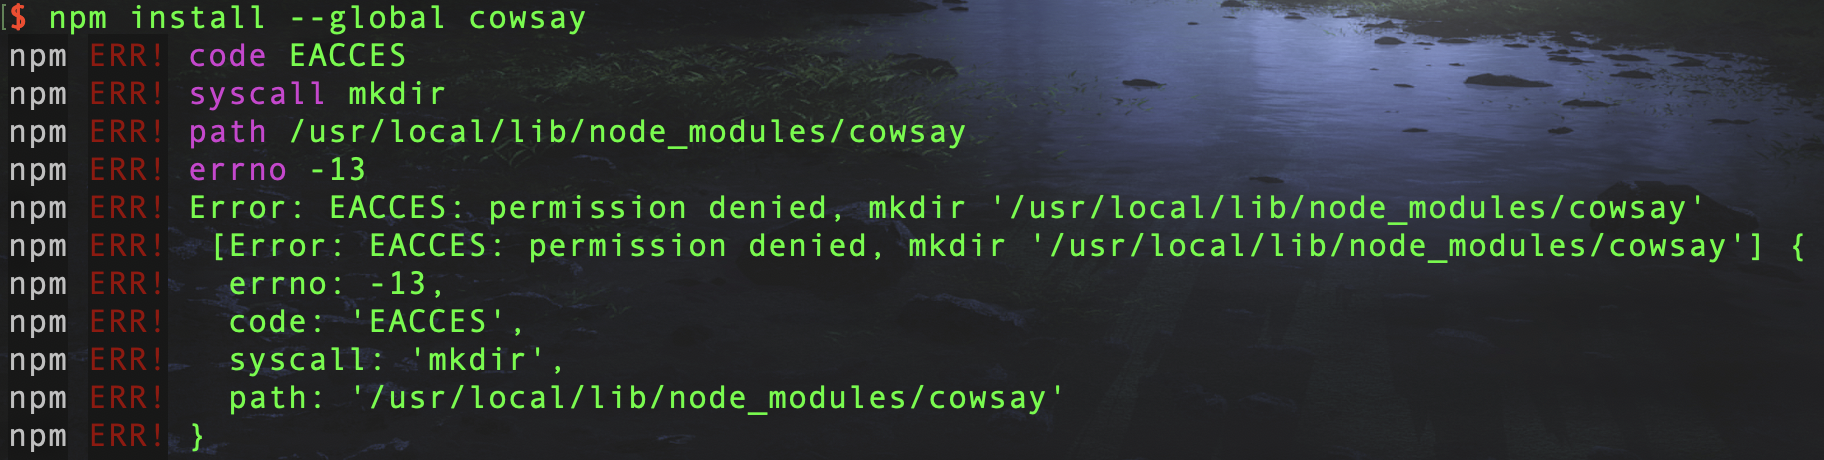 [$ npm install --global cowsay
npm ERR! code EACCES
npm ERR! syscall mkdir
npm ERR! path /usr/local/lib/node_modules/cowsay
npm ERR! errno -13
npm ERR! Error: EACCES: permission denied, mkdir '/usr/local/lib/node_modules/cowsay'
npm ERR!  [Error: EACCES: permission denied, mkdir '/usr/local/lib/node_modules/cowsay'] {
npm ERR!   errno: -13,
npm ERR!   code: 'EACCES',
npm ERR!   syscall: 'mkdir',
npm ERR!   path: '/usr/local/lib/node_modules/cowsay'
npm ERR! }